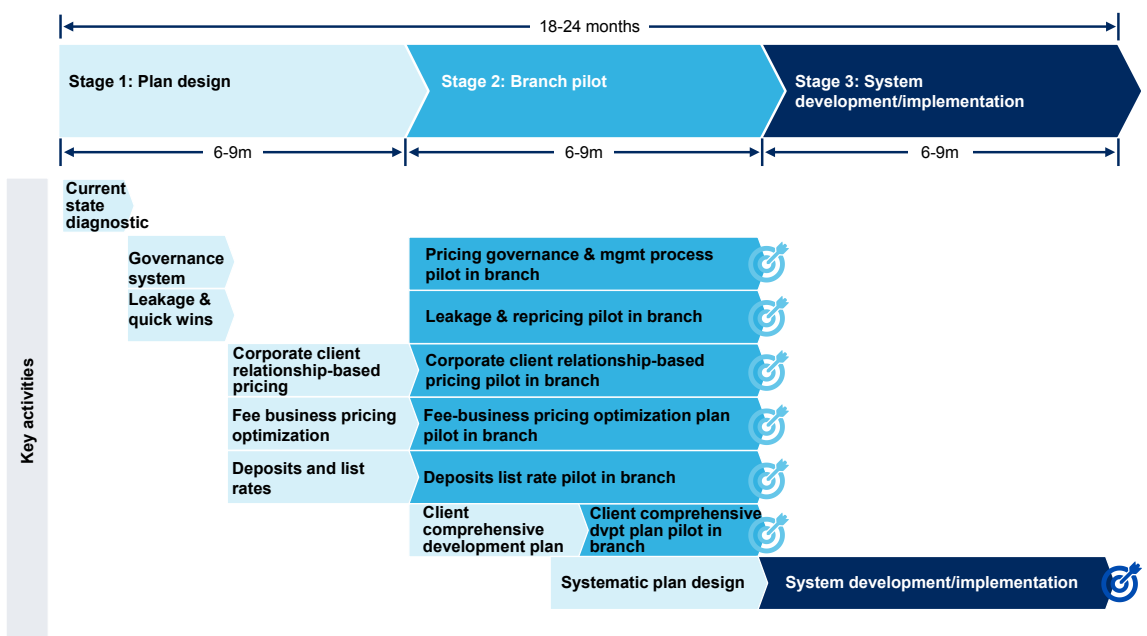 18-24 months
Stage 1: Plan design
Stage 2: Branch pilot
Stage 3: System
development/implementation
6-9m
6-9m
6-9m
Key activities
Current
state
diagnostic
Governance
system
Pricing governance & mgmt process
pilot in branch
Leakage &
quick wins
Leakage & repricing pilot in branch
Corporate client
relationship-based
pricing
Corporate client relationship-based
pricing pilot in branch
Fee business pricing
optimization
Fee-business pricing optimization plan
pilot in branch
Deposits and list
rates
Deposits list rate pilot in branch
Client
comprehensive
development plan
Client comprehensive
dvpt plan pilot in
branch
Systematic plan design
System development/implementation